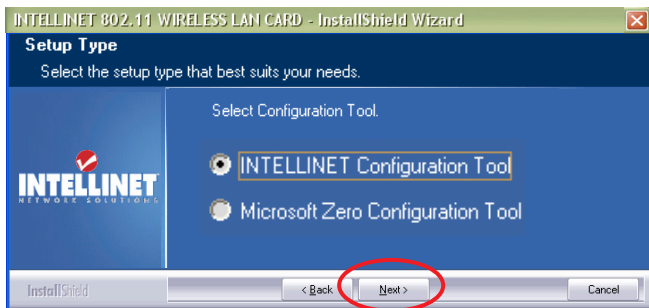 INTELLINET 802.11 WIRELESS LAN CARD - InstallShield Wizard
Setup Type
Select the setup type that best suits your needs.
Select Configuration Tool.
INTELLINET Configuration Tool
Microsoft Zero Configuration Tool
INTELLINET
NETWORK SOLUTIONS
InstallShield
< Back
Next >
Cancel